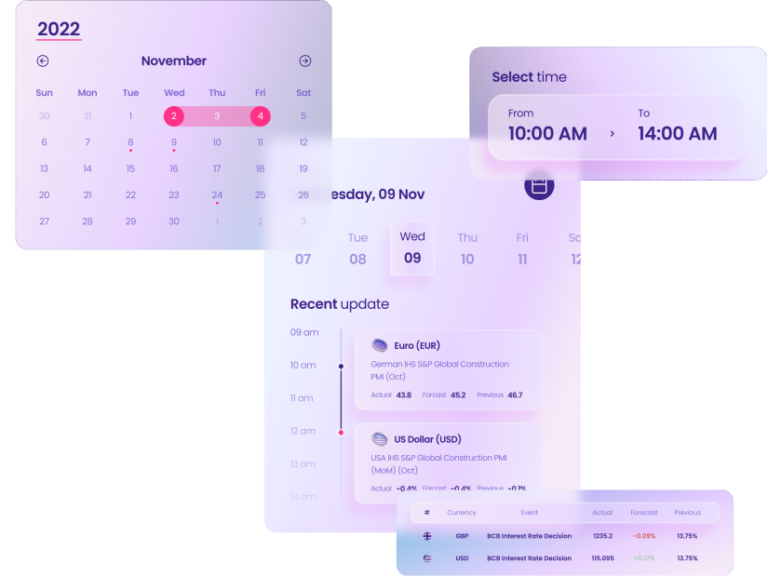 2022
November
Sun Mon Tue Wed Thu Fri Sat
30 31 1 2 3 4 5
6 7 8 9 10 11 12
13 14 15 16 17 18 19
20 21 22 23 24 25 26
27 28 29 30 1 2 3
Select time
From To
10:00 AM > 14:00 AM
esday, 09 Nov
Tue Wed Thu Fri Sa
07 08 09 10 11 12
Recent update
09 am
10 am
11 am
12 am
13 am
14 am
Euro (EUR)
German IHS S&P Global Construction
PMI (Oct)
Actual 43.8 Forcast 45.2 Previous 46.7
US Dollar (USD)
USA IHS S&P Global Construction PMI
(MoM) (Oct)
Actual -0.4% Forcast -0.4% Previous -0.1%
# Currency Event Actual Forecast Previous
GBP BCB Interest Rate Decision 1235.2 -0.09% 13.75%
USD BCB Interest Rate Decision 115.095 +0.17% 13.75%